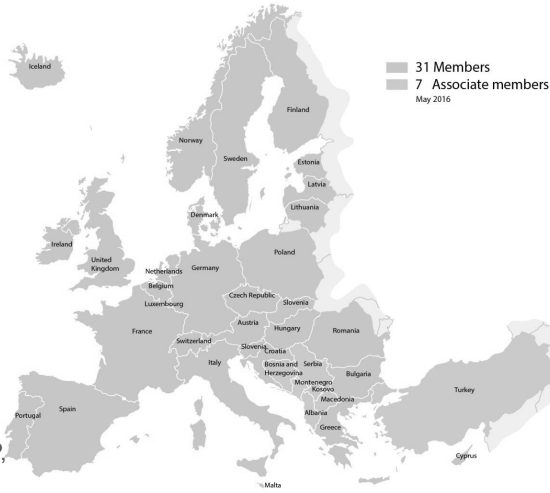 Iceland
31 Members
7 Associate members
May 2016
Finland
Norway
Sweden
Estonia
Latvia
Lithuania
Denmark
Ireland
United
Kingdom
Netherlands
Belgium
Luxembourg
Germany
Poland
Czech Republic
Slovenia
France
Austria
Hungary
Romania
Switzerland
Slovenia
Croatia
Italy
Bosnia and
Herzegovina
Serbia
Bulgaria
Montenegro
Kosovo
Macedonia
Albania
Greece
Turkey
Portugal
Spain
,
Cyprus
Malta